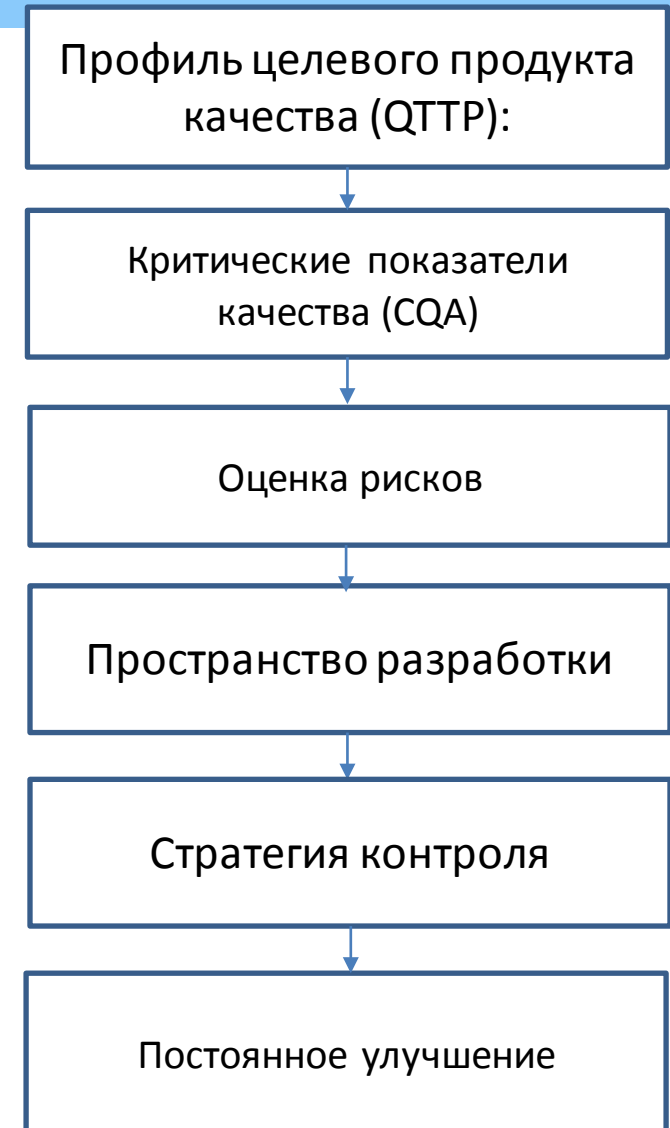 Профиль целевого продукта
качества (QTTP):
Критические показатели
качества (CQA)
Оценка рисков
Пространство разработки
Стратегия контроля
Постоянное улучшение